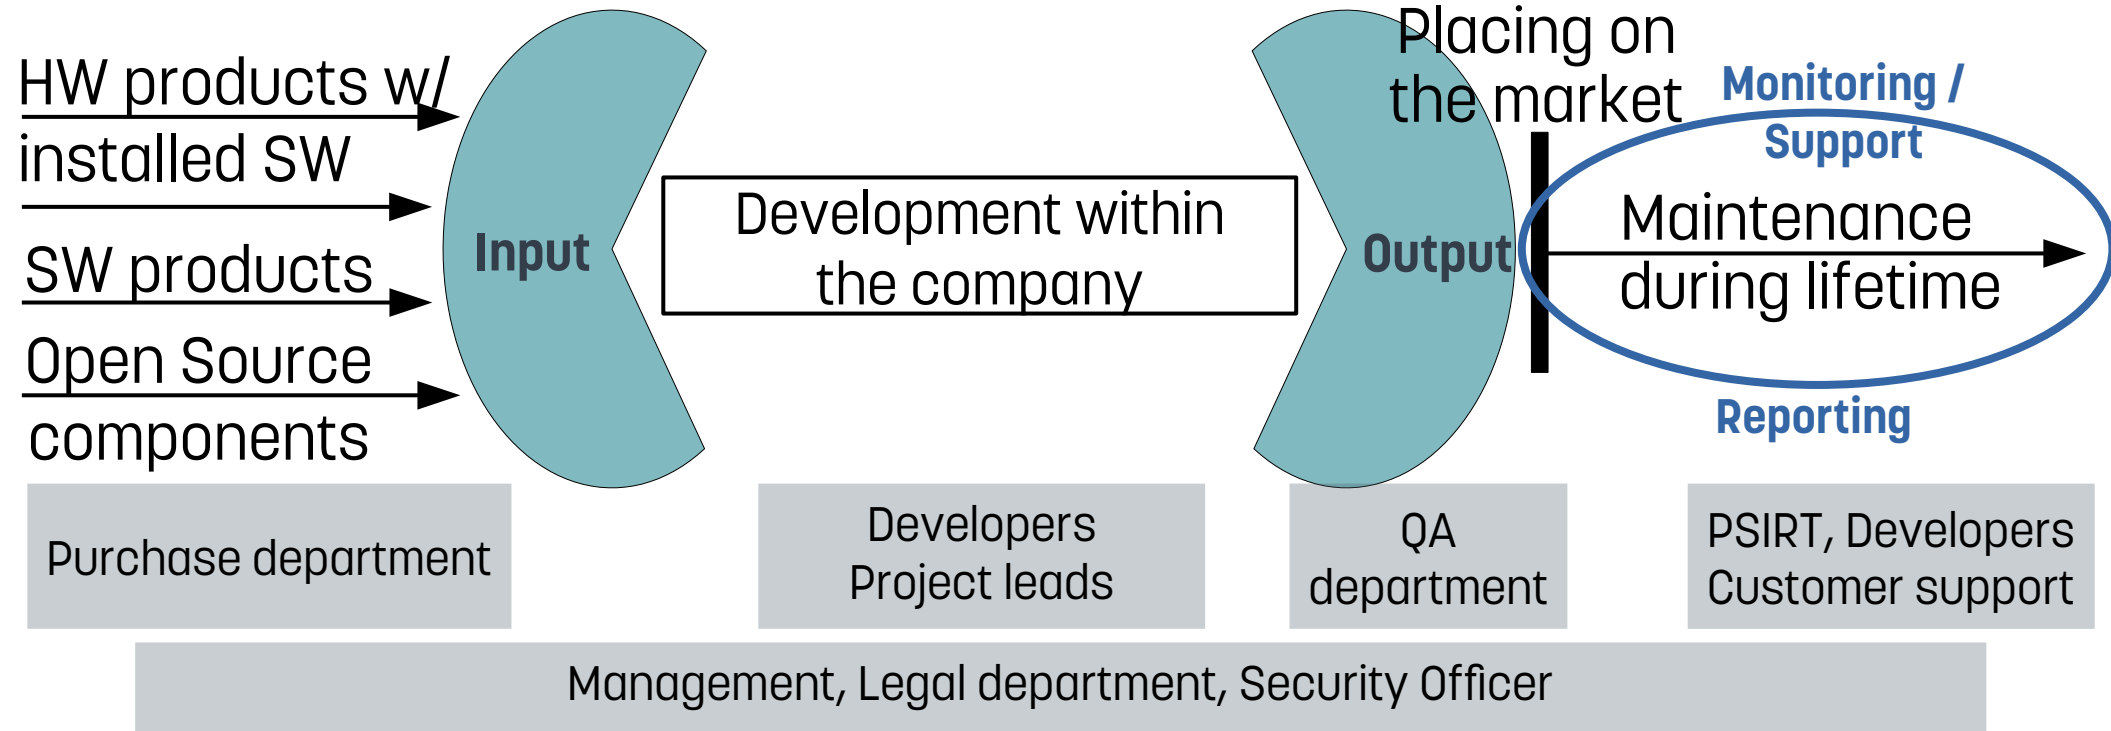 HW products w/
installed SW
SW products
Open Source
components
Input
Development within
the company
Output
Placing on
the market
Monitoring /
Support
Maintenance
during lifetime
Reporting
Purchase department
Developers
Project leads
QA
department
PSIRT, Developers
Customer support
Management, Legal department, Security Officer